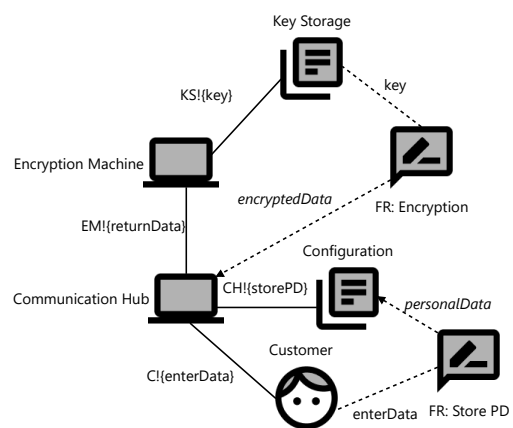 Key Storage
KS!{key}
key
Encryption Machine
encryptedData
FR: Encryption
EM!{returnData}
Configuration
CH!{storePD}
Communication Hub
personalData
Customer
C!{enterData}
enterData
FR: Store PD